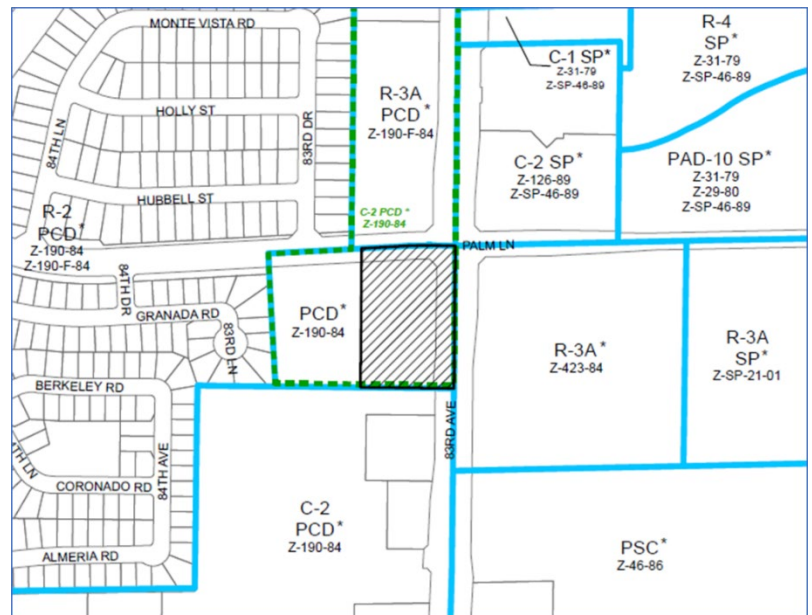 MONTE VISTA RD
HOLLY ST
84TH LN
83RD DR
HUBBELL ST
R-2
PCD*
Z-190-84
Z-190-F-84
R-3A
PCD*
Z-190-F-84
C-2 PCD*
Z-190-84
C-1 SP*
Z-31-79
Z-SP-46-89
R-4
SP*
Z-31-79
Z-SP-46-89
C-2 SP*
Z-126-89
Z-SP-46-89
PAD-10 SP*
Z-31-79
Z-29-80
Z-SP-46-89
PALM LN
84TH DR
GRANADA RD
83RD LN
PCD*
Z-190-84
R-3A*
Z-423-84
R-3A
SP*
Z-SP-21-01
BERKELEY RD
84TH AVE
83RD AVE
CORONADO RD
ALMERIA RD
C-2
PCD*
Z-190-84
PSC*
Z-46-86